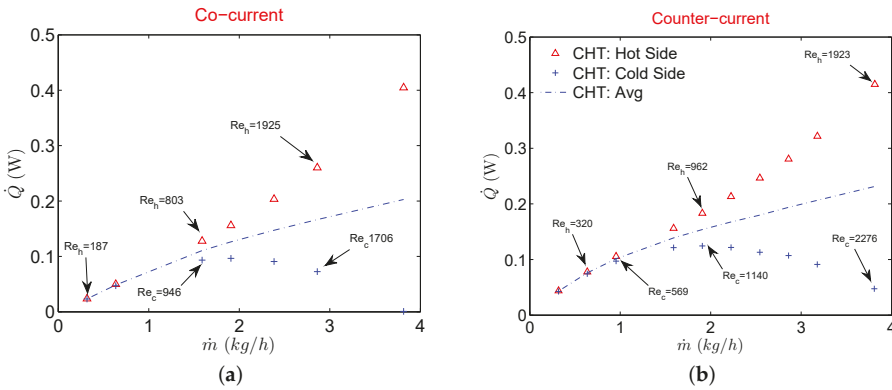 Co-current
0.5
0.4
0.3
0.2
0.1
0
Q̇ (W)
Re_h=1925
Re_h=803
Re_h=187
Re_c=946
Re_c 1706
0 1 2 3 4
ṁ (kg/h)
(a)
Counter-current
0.5
0.4
0.3
0.2
0.1
0
Q̇ (W)
CHT: Hot Side
CHT: Cold Side
CHT: Avg
Re_h=1923
Re_h=962
Re_h=320
Re_c=2276
Re_c=1140
Re_c=569
0 1 2 3 4
ṁ (kg/h)
(b)